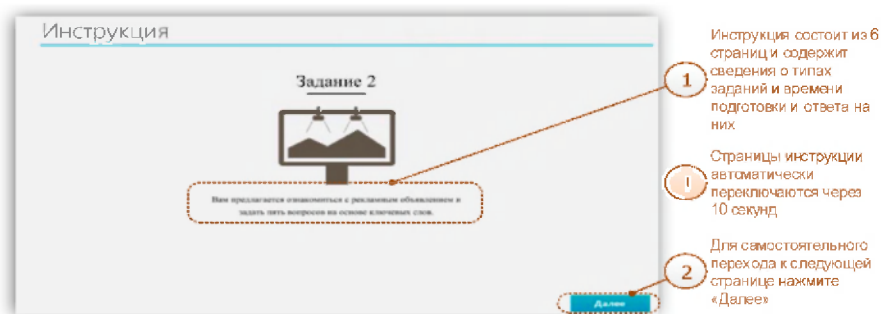 Инструкция
Задание 2
Вам предлагается ознакомиться с рекламным объявлением и
задать пять вопросов на основе ключевых слов.
Далее
1
Инструкция состоит из 6
страниц и содержит
сведения о типах
заданий и времени
подготовки и ответа на
них
!
Страницы инструкции
автоматически
переключаются через
10 секунд
2
Для самостоятельного
перехода к следующей
странице нажмите
«Далее»